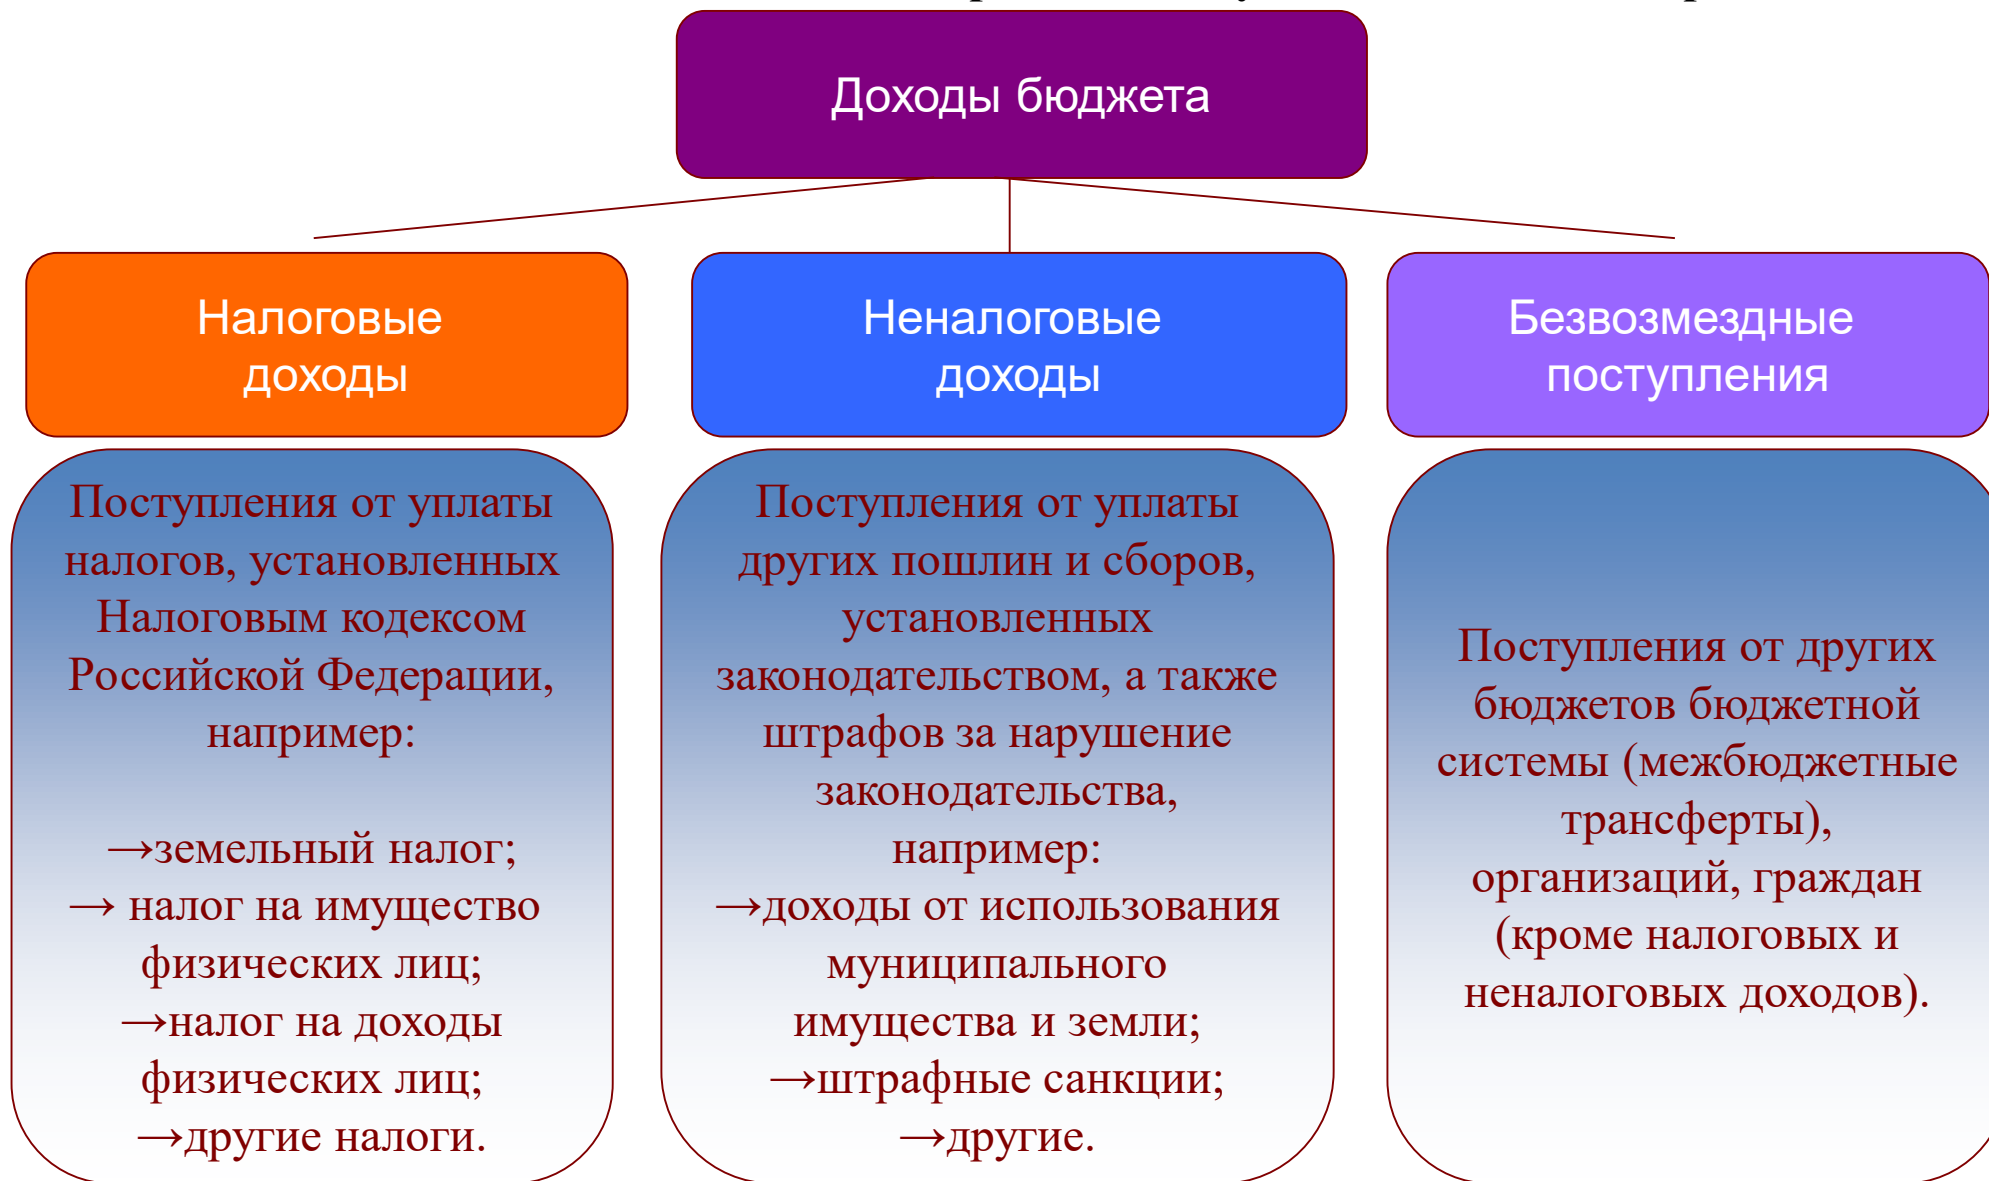 Доходы бюджета
Налоговые
доходы
Неналоговые
доходы
Безвозмездные
поступления
Поступления от уплаты
налогов, установленных
Налоговым кодексом
Российской Федерации,
например:
→земельный налог;
→ налог на имущество
физических лиц;
→налог на доходы
физических лиц;
→другие налоги.
Поступления от уплаты
других пошлин и сборов,
установленных
законодательством, а также
штрафов за нарушение
законодательства,
например:
→доходы от использования
муниципального
имущества и земли;
→штрафные санкции;
→другие.
Поступления от других
бюджетов бюджетной
системы (межбюджетные
трансферты),
организаций, граждан
(кроме налоговых и
неналоговых доходов).